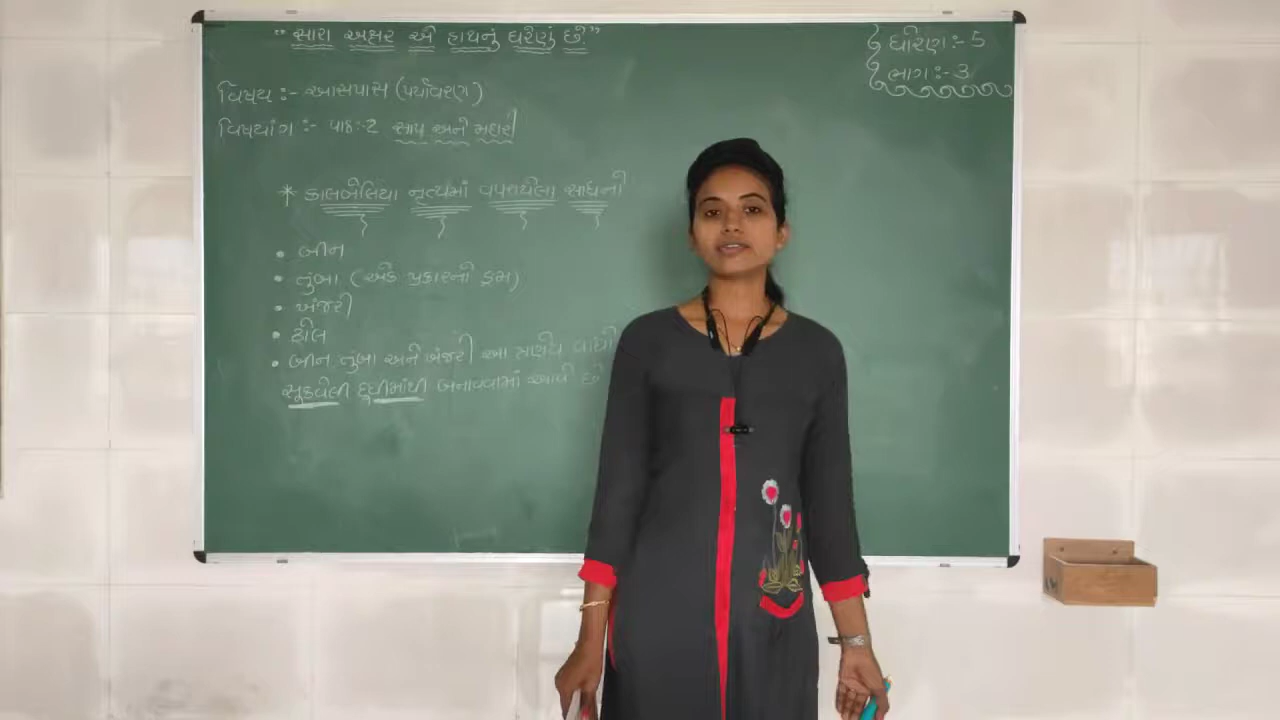 "સારા અક્ષર એ હાથનું ઘરેણું છે"
ધોરણ:- 5
ભાગ:- 3
વિષય :- આસપાસ (પર્યાવરણ)
વિષયાંગ :- પાઠ:-2 સાપ અને મદારી
* કાલબેલિયા નૃત્યમાં વપરાયેલા સાધનો
• બીન
• તુંબા (એક પ્રકારનો ડ્રમ)
• ખંજરી
• ઢોલ
• બીન તુંબા અને ખંજરી આ ત્રણેય વાધો
સૂકવેલી દુધીમાંથી બનાવવામાં આવે છે